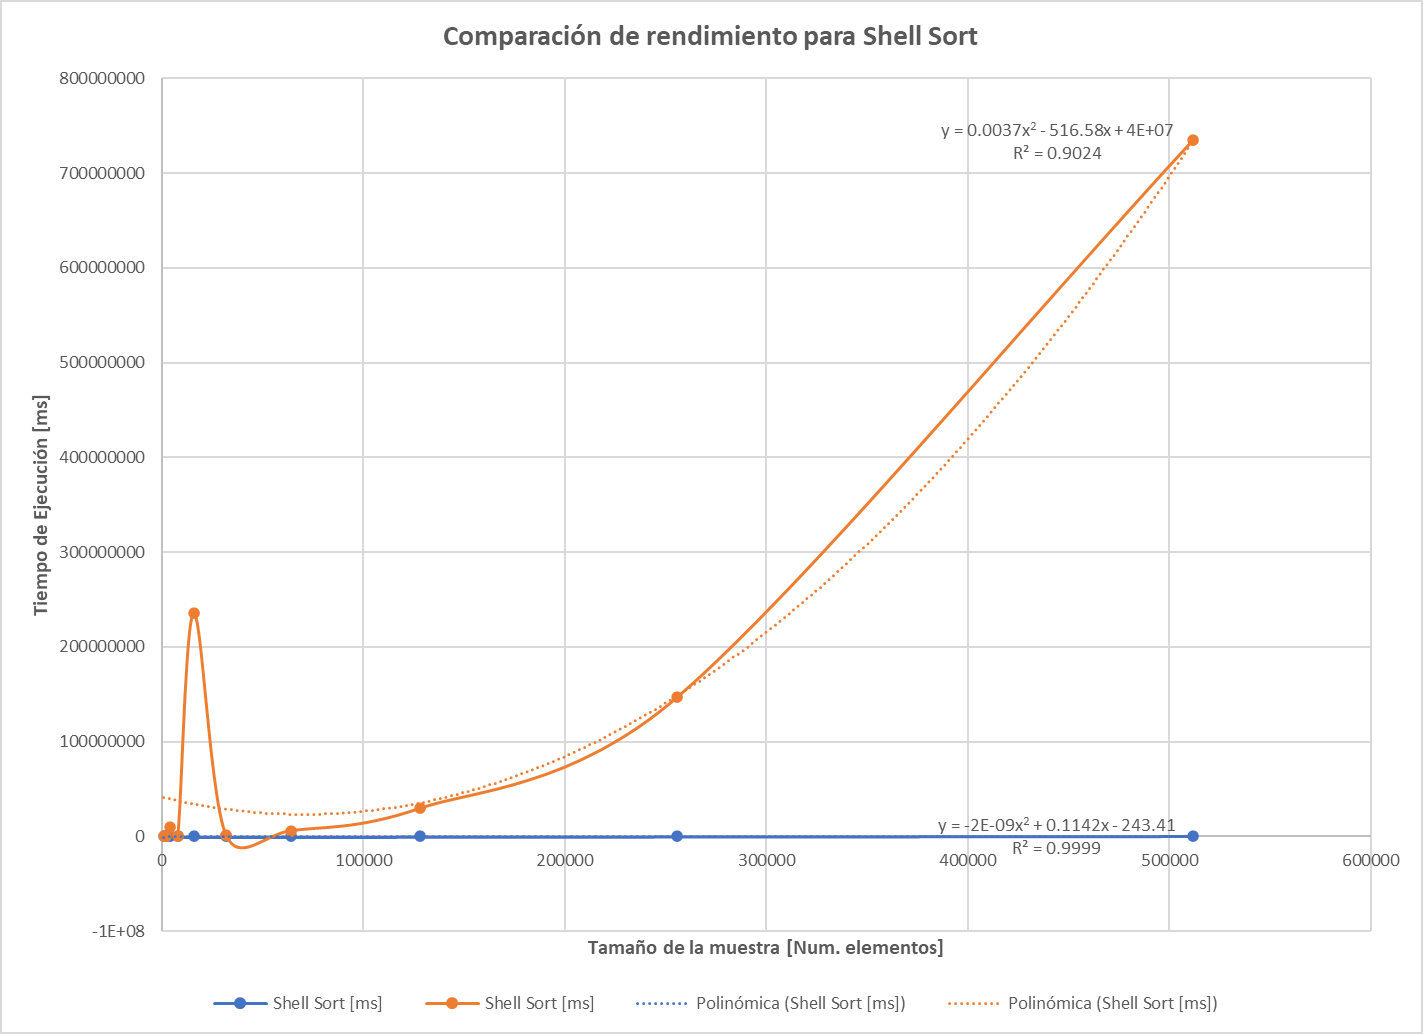 Comparación de rendimiento para Shell Sort
800000000
700000000
600000000
500000000
400000000
300000000
200000000
100000000
0
-1E+08
Tiempo de Ejecución [ms]
y = 0.0037x² - 516.58x + 4E+07
R² = 0.9024
y = -2E-09x² + 0.1142x - 243.41
R² = 0.9999
0 100000 200000 300000 400000 500000 600000
Tamaño de la muestra [Num. elementos]
Shell Sort [ms] Shell Sort [ms] Polinómica (Shell Sort [ms]) Polinómica (Shell Sort [ms])